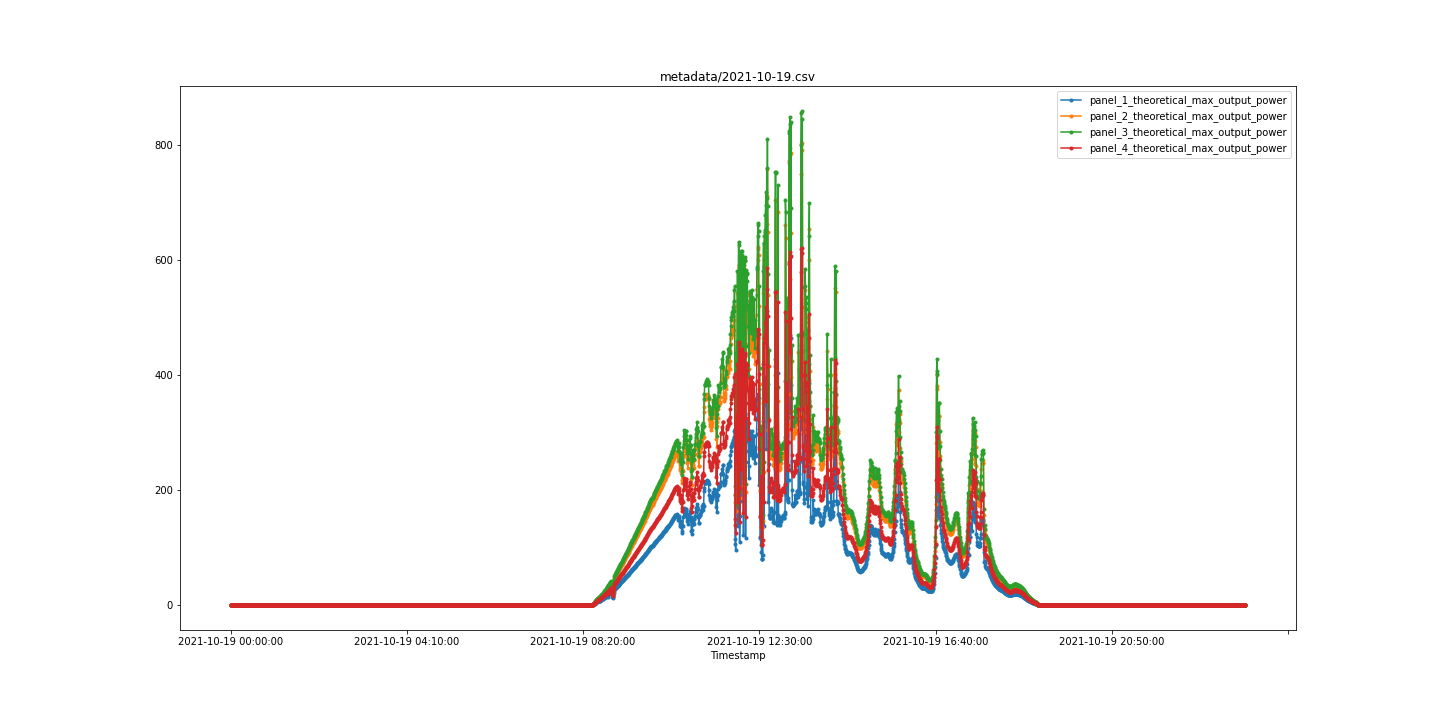 metadata/2021-10-19.csv
panel_1_theoretical_max_output_power
panel_2_theoretical_max_output_power
panel_3_theoretical_max_output_power
panel_4_theoretical_max_output_power
800
600
400
200
0
2021-10-19 00:00:00
2021-10-19 04:10:00
2021-10-19 08:20:00
2021-10-19 12:30:00
2021-10-19 16:40:00
2021-10-19 20:50:00
Timestamp